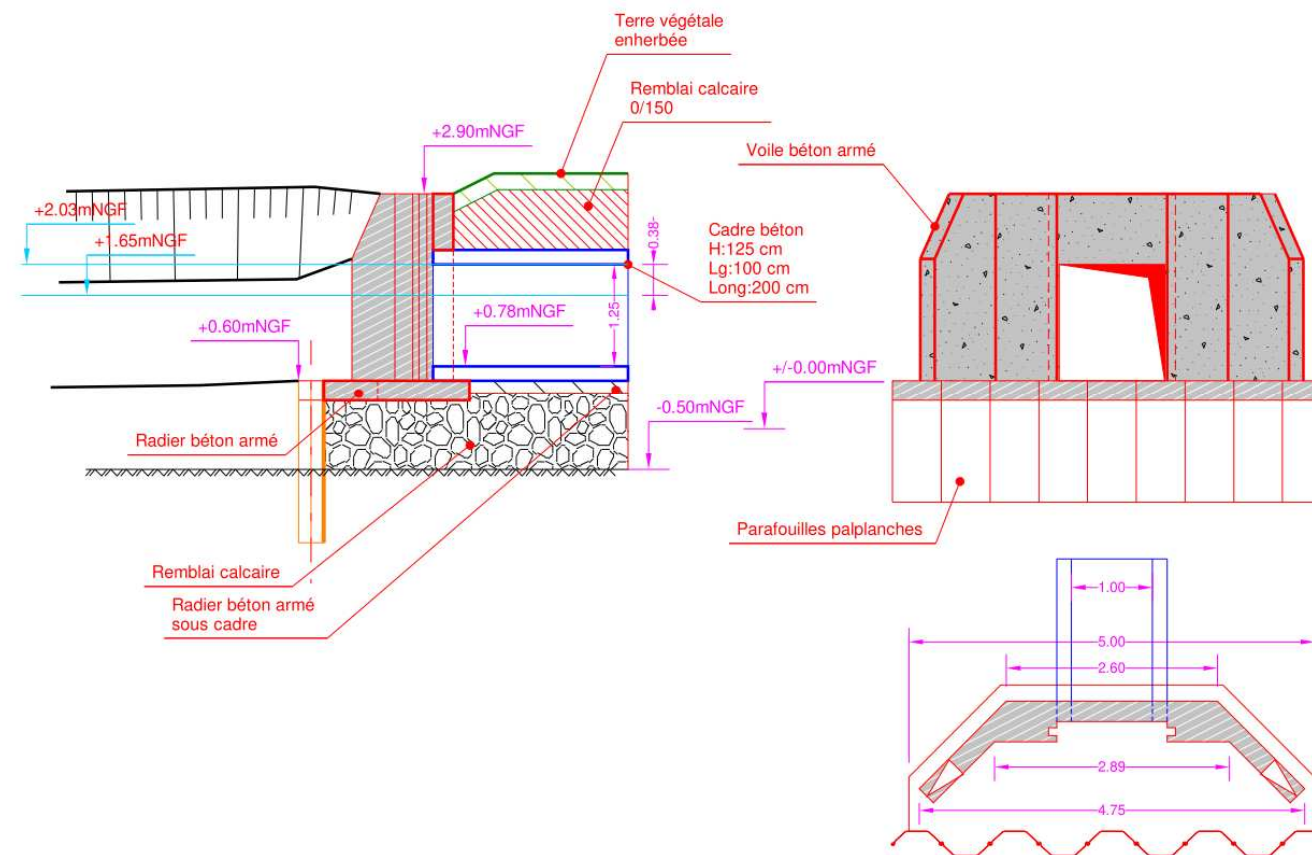 Terre végétale
enherbée
Remblai calcaire
0/150
+2.90mNGF
Voile béton armé
+2.03mNGF
+1.65mNGF
-0.38-
Cadre béton
H:125 cm
Lg:100 cm
Long:200 cm
+0.78mNGF
1.25
+0.60mNGF
+/-0.00mNGF
-0.50mNGF
Radier béton armé
Parafouilles palplanches
Remblai calcaire
Radier béton armé
sous cadre
1.00
5.00
2.60
2.89
4.75